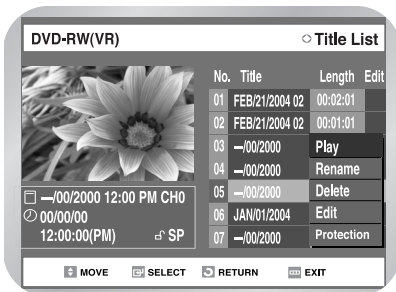 DVD-RW(VR) Title List
No. Title Length Edit
01 FEB/21/2004 02 00:02:01
02 FEB/21/2004 02 00:01:01
03 —/00/2000 Play
04 —/00/2000 Rename
05 —/00/2000 Delete
06 JAN/01/2004 Edit
07 —/00/2000 Protection
—/00/2000 12:00 PM CH0
00/00/00
12:00:00(PM) SP
MOVE SELECT RETURN EXIT